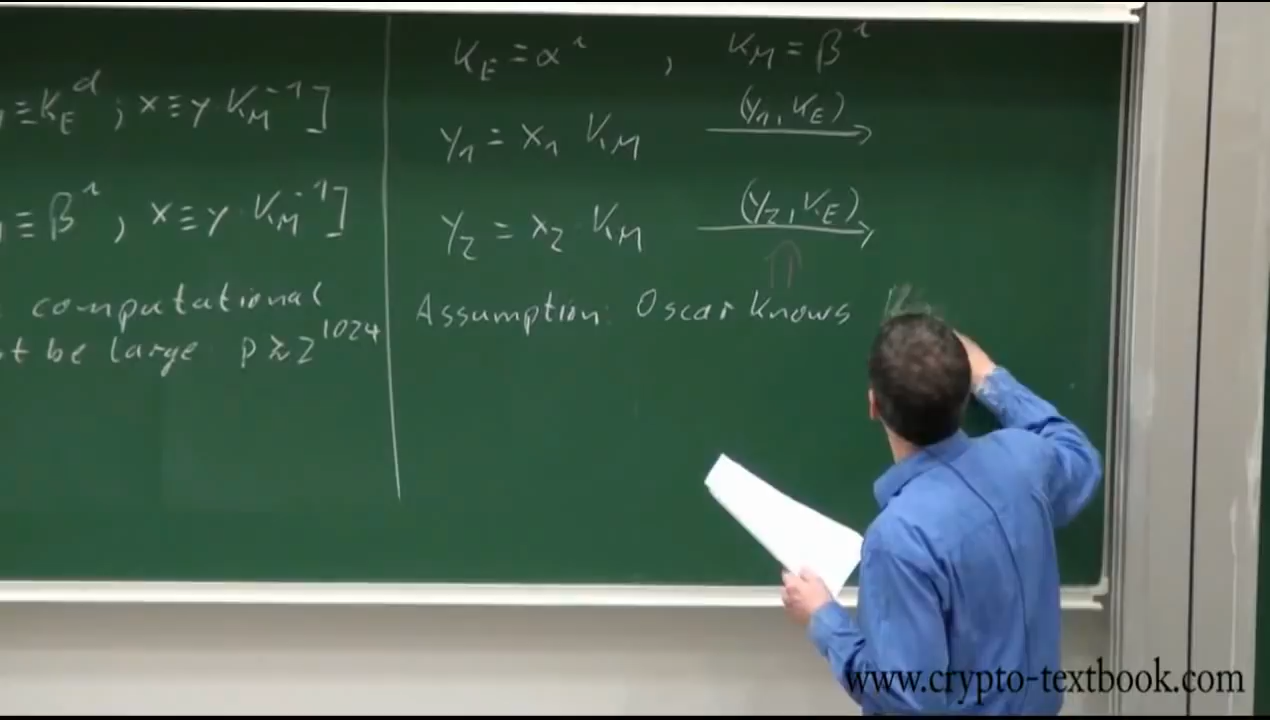 ≡ K_E^d ; x ≡ y K_M^-1 ]
≡ β^i , x ≡ y · K_M^-1 ]
computational
t be large p ≥ 2^1024
K_E ≡ α^i , K_M = β^i
y_1 = x_1 K_M (y_1, K_E)
y_2 = x_2 · K_M (y_2, K_E)
Assumption: Oscar knows
www.crypto-textbook.com